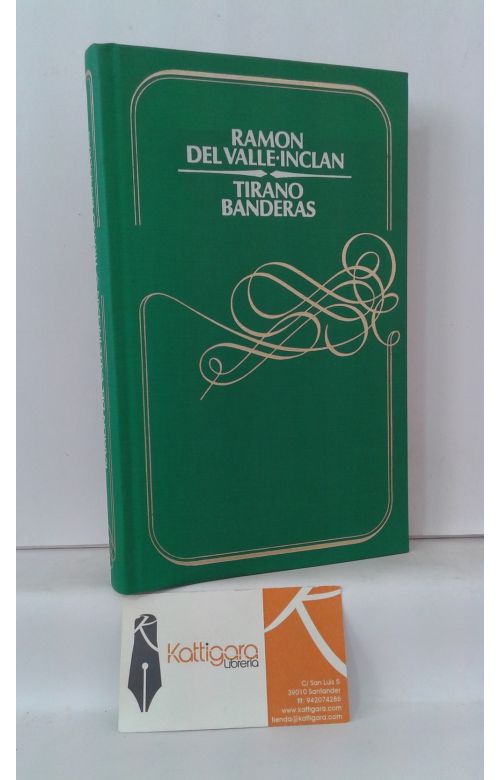 RAMON
DEL VALLE-INCLAN
TIRANO
BANDERAS
Kattigara
Librería
C/ San Luis 5
39010 Santander
tlf: 942074286
www.kattigara.com
tienda@kattigara.com